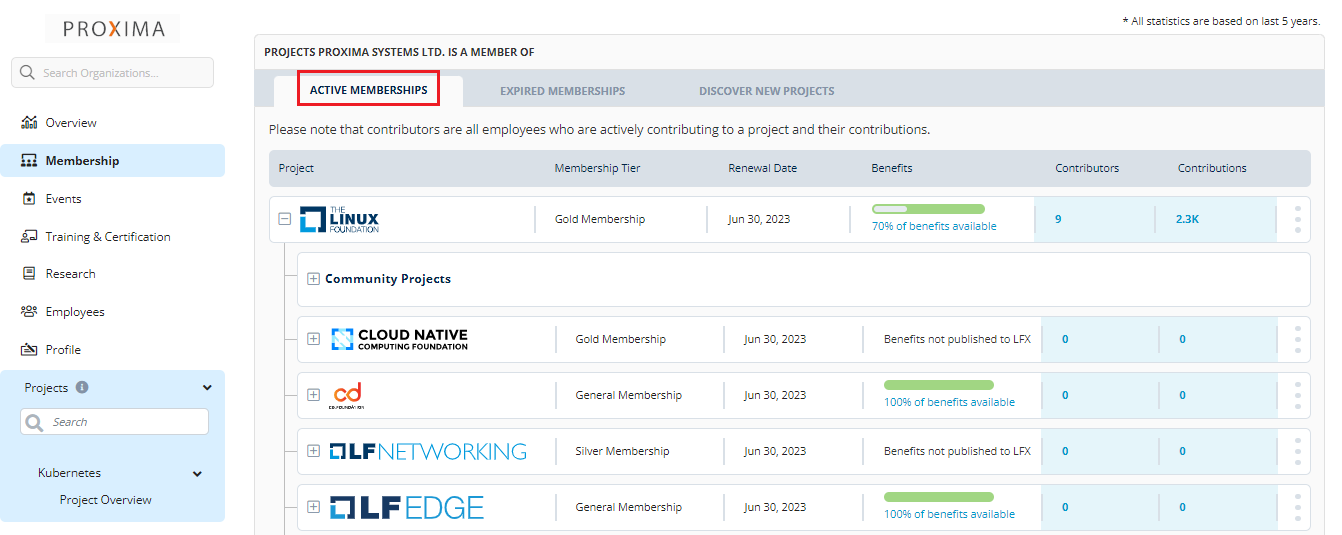 PROXIMA
* All statistics are based on last 5 years.
Search Organizations...
Overview
Membership
Events
Training & Certification
Research
Employees
Profile
Projects
Search
Kubernetes
Project Overview
PROJECTS PROXIMA SYSTEMS LTD. IS A MEMBER OF
ACTIVE MEMBERSHIPS EXPIRED MEMBERSHIPS DISCOVER NEW PROJECTS
Please note that contributors are all employees who are actively contributing to a project and their contributions.
Project Membership Tier Renewal Date Benefits Contributors Contributions
THE
LINUX
FOUNDATION
Gold Membership Jun 30, 2023 70% of benefits available 9 2.3K
Community Projects
CLOUD NATIVE
COMPUTING FOUNDATION
Gold Membership Jun 30, 2023 Benefits not published to LFX 0 0
cd
CD.FOUNDATION
General Membership Jun 30, 2023 100% of benefits available 0 0
LF NETWORKING Silver Membership Jun 30, 2023 Benefits not published to LFX 0 0
LF EDGE General Membership Jun 30, 2023 100% of benefits available 0 0